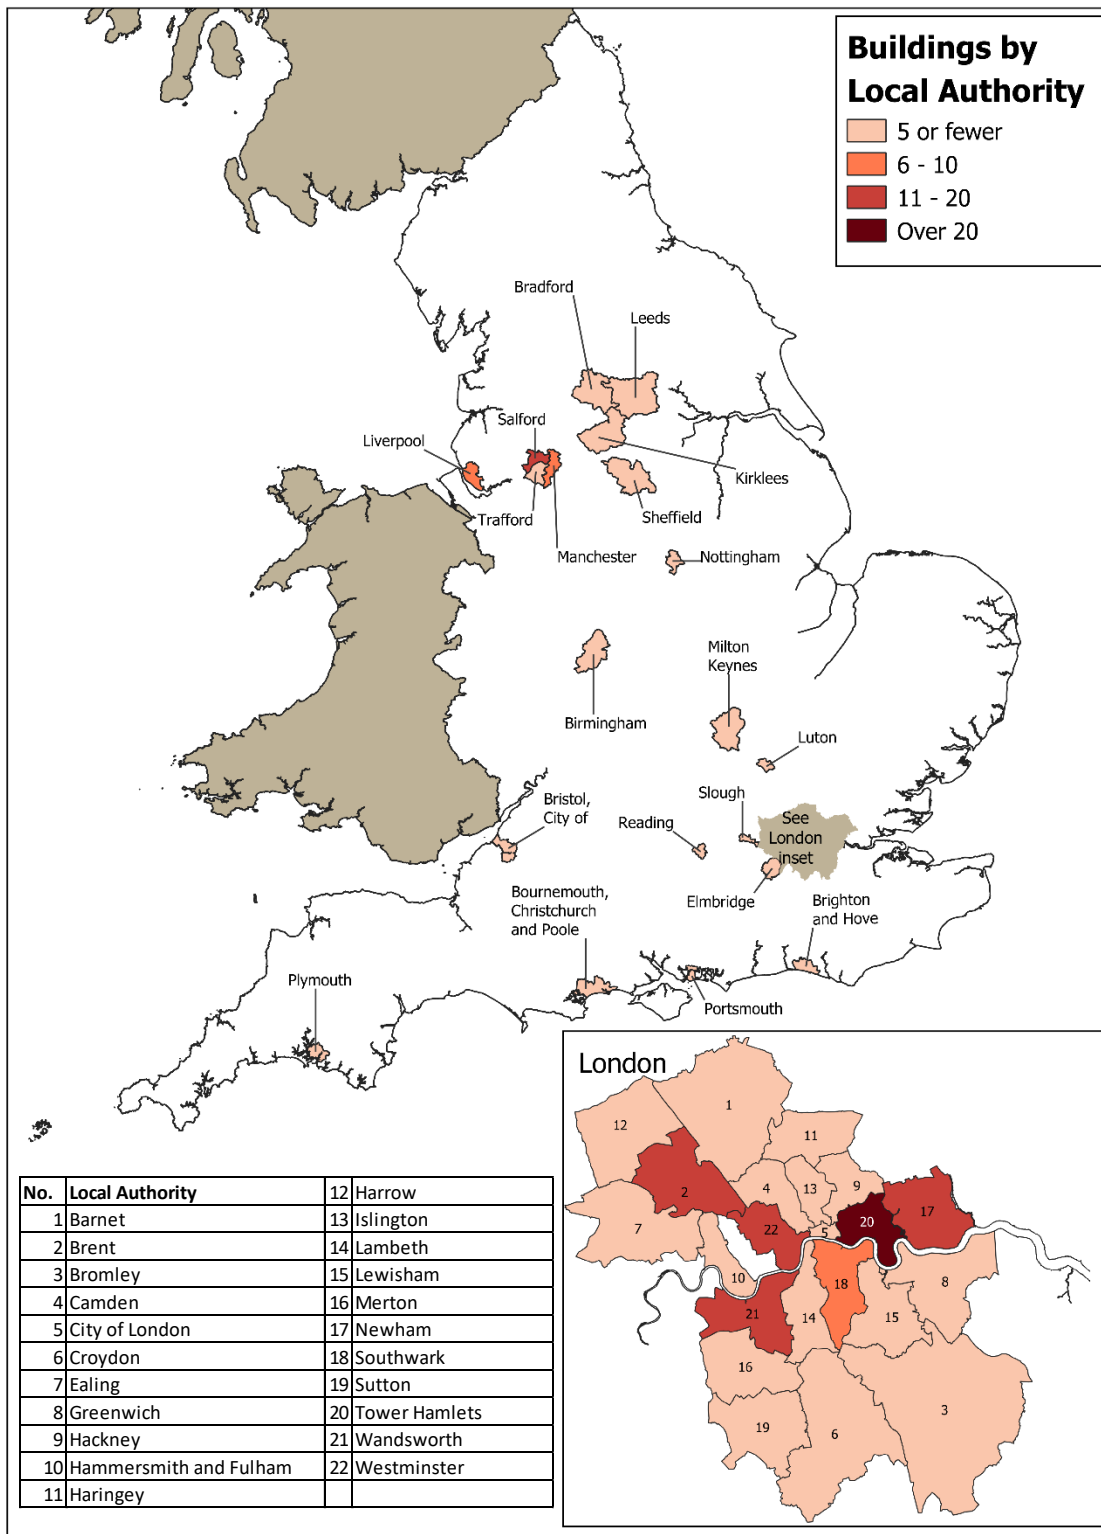 Buildings by
Local Authority
5 or fewer
6 - 10
11 - 20
Over 20
Bradford
Leeds
Salford
Liverpool
Kirklees
Trafford
Sheffield
Manchester
Nottingham
Milton
Keynes
Birmingham
Luton
Slough
Bristol,
City of
Reading
See
London
inset
Elmbridge
Bournemouth,
Christchurch
and Poole
Brighton
and Hove
Plymouth
Portsmouth
London
1
12
11
2
4
13
9
17
7
22
5
20
10
18
8
21
14
15
16
3
19
6
No. Local Authority 12 Harrow
1 Barnet 13 Islington
2 Brent 14 Lambeth
3 Bromley 15 Lewisham
4 Camden 16 Merton
5 City of London 17 Newham
6 Croydon 18 Southwark
7 Ealing 19 Sutton
8 Greenwich 20 Tower Hamlets
9 Hackney 21 Wandsworth
10 Hammersmith and Fulham 22 Westminster
11 Haringey